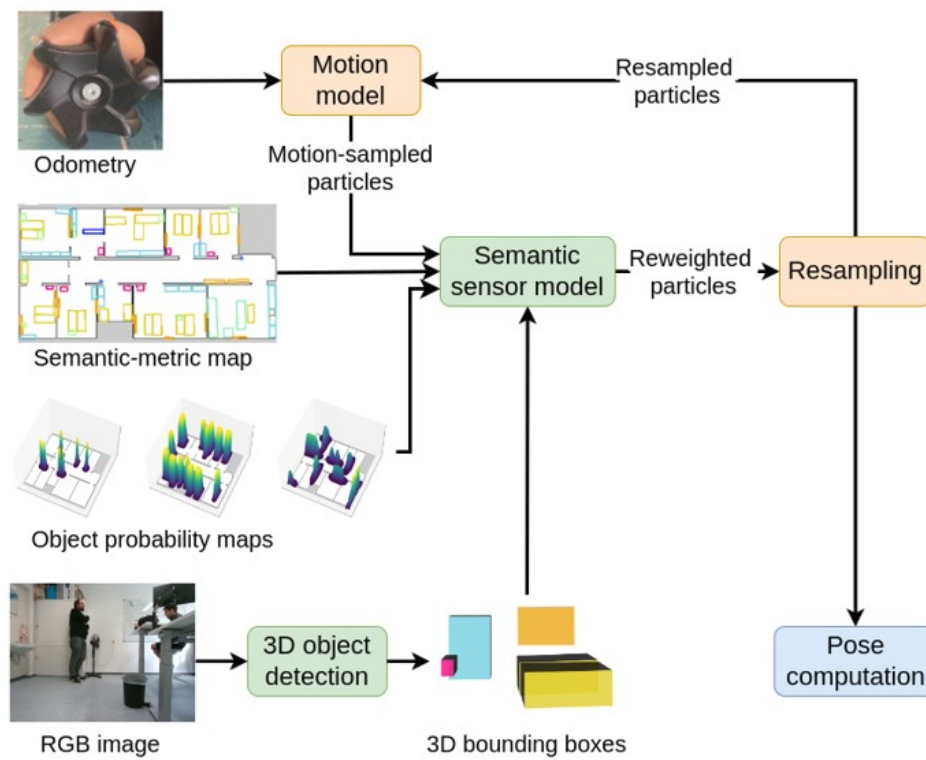 Motion
model
Resampled
particles
Odometry
Motion-sampled
particles
Semantic
sensor model
Reweighted
particles
Resampling
Semantic-metric map
Object probability maps
3D object
detection
Pose
computation
RGB image
3D bounding boxes